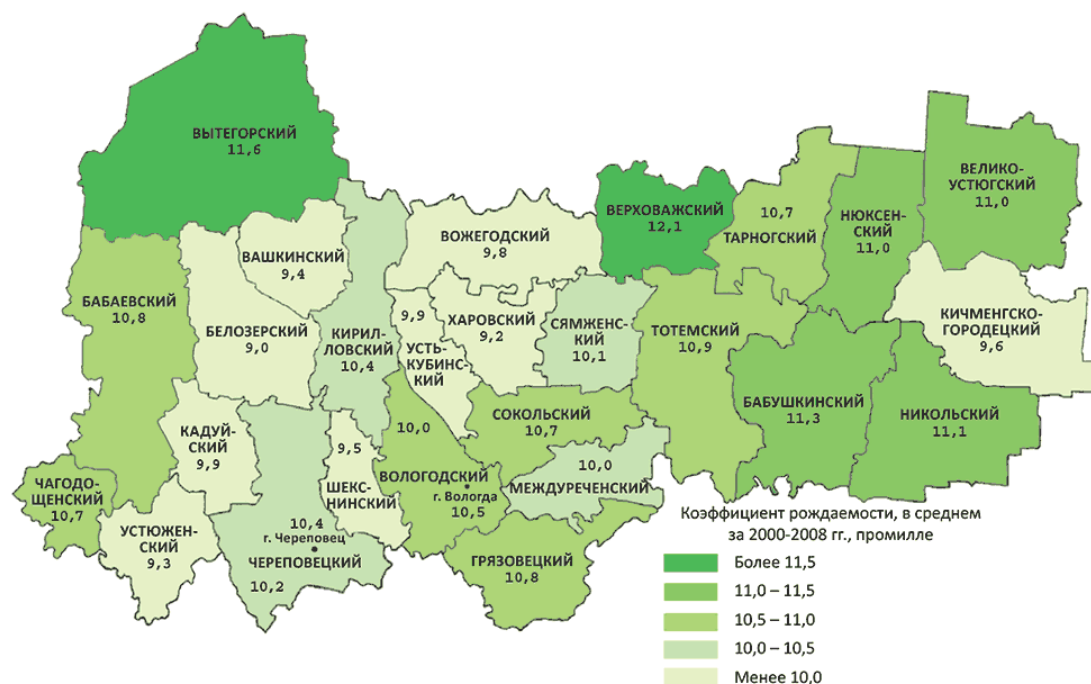 ВЫТЕГОРСКИЙ
11,6
ВАШКИНСКИЙ
9,4
БАБАЕВСКИЙ
10,8
БЕЛОЗЕРСКИЙ
9,0
КИРИЛ-
ЛОВСКИЙ
10,4
ВОЖЕГОДСКИЙ
9,8
ВЕРХОВАЖСКИЙ
12,1
10,7
ТАРНОГСКИЙ
НЮКСЕН-
СКИЙ
11,0
ВЕЛИКО-
УСТЮГСКИЙ
11,0
КИЧМЕНГСКО-
ГОРОДЕЦКИЙ
9,6
9,9
УСТЬ-
КУБИН-
СКИЙ
ХАРОВСКИЙ
9,2
СЯМЖЕН-
СКИЙ
10,1
ТОТЕМСКИЙ
10,9
БАБУШКИНСКИЙ
11,3
НИКОЛЬСКИЙ
11,1
КАДУЙ-
СКИЙ
9,9
СОКОЛЬСКИЙ
10,7
10,0
ВОЛОГОДСКИЙ
г. Вологда
10,5
9,5
ШЕКС-
НИНСКИЙ
10,0
МЕЖДУРЕЧЕНСКИЙ
ЧАГОДО-
ЩЕНСКИЙ
10,7
УСТЮЖЕН-
СКИЙ
9,3
10,4
г. Череповец
ЧЕРЕПОВЕЦКИЙ
10,2
ГРЯЗОВЕЦКИЙ
10,8
Коэффициент рождаемости, в среднем
за 2000-2008 гг., промилле
Более 11,5
11,0 – 11,5
10,5 – 11,0
10,0 – 10,5
Менее 10,0